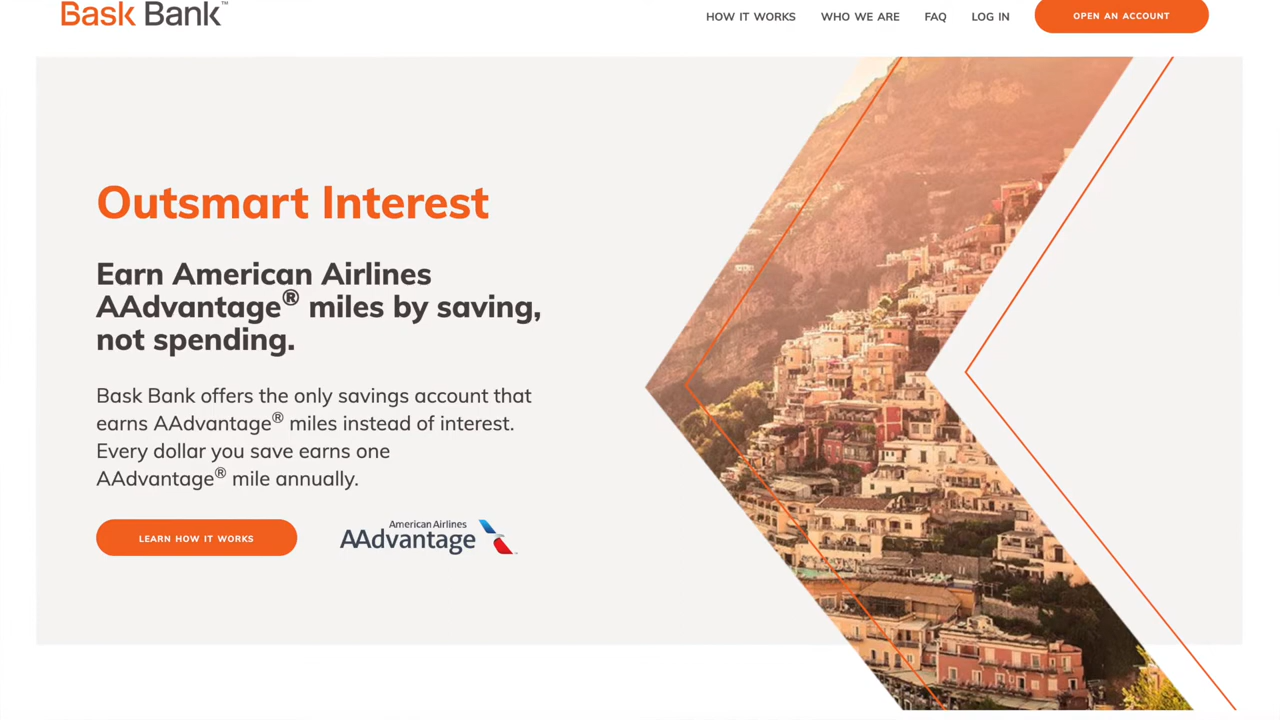 Bask Bank™
HOW IT WORKS
WHO WE ARE
FAQ
LOG IN
OPEN AN ACCOUNT
Outsmart Interest
Earn American Airlines
AAdvantage® miles by saving,
not spending.
Bask Bank offers the only savings account that
earns AAdvantage® miles instead of interest.
Every dollar you save earns one
AAdvantage® mile annually.
LEARN HOW IT WORKS
American Airlines
AAdvantage